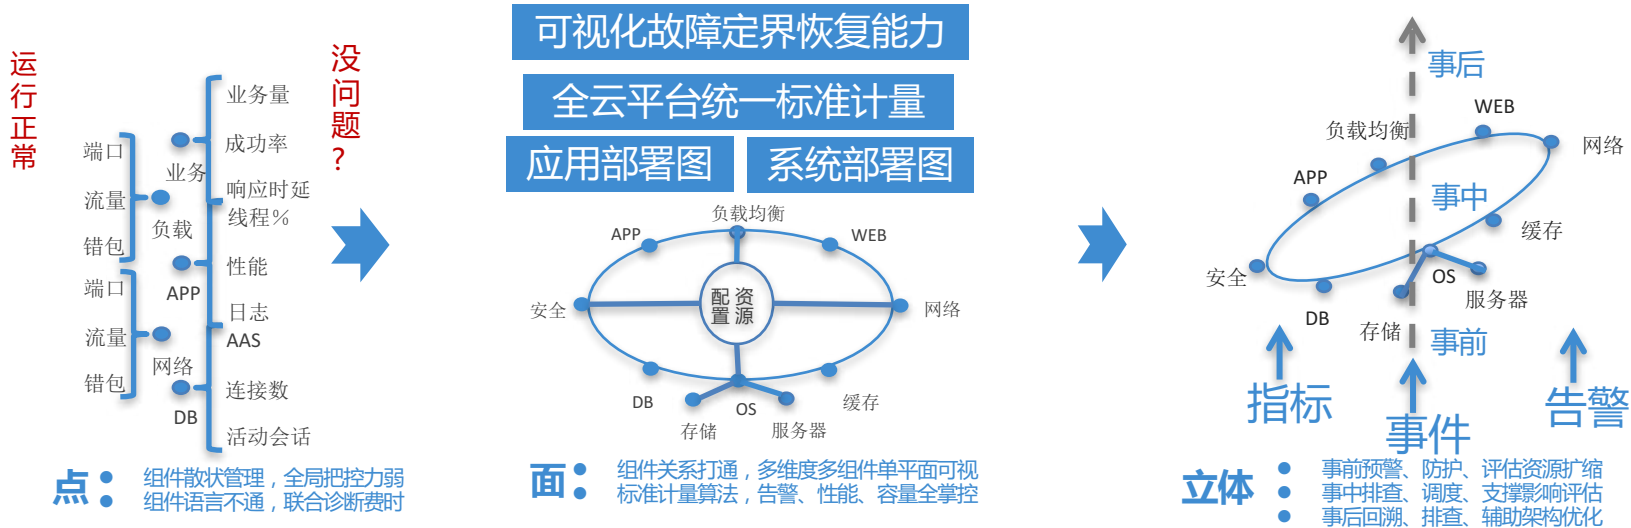 运行正常
没问题?
业务量
成功率
响应时延
线程%
性能
日志
AAS
连接数
活动会话
端口
流量
错包
端口
流量
错包
业务
负载
APP
网络
DB
点:
组件散状管理,全局把控力弱
组件语言不通,联合诊断费时
可视化故障定界恢复能力
全云平台统一标准计量
应用部署图
系统部署图
负载均衡
APP
WEB
安全
资源配置
网络
DB
OS
缓存
存储
服务器
面:
组件关系打通,多维度多组件单平面可视
标准计量算法,告警、性能、容量全掌控
事后
WEB
负载均衡
网络
APP
事中
缓存
安全
OS
服务器
DB
存储
事前
指标
事件
告警
立体
事前预警、防护、评估资源扩缩
事中排查、调度、支撑影响评估
事后回溯、排查、辅助架构优化